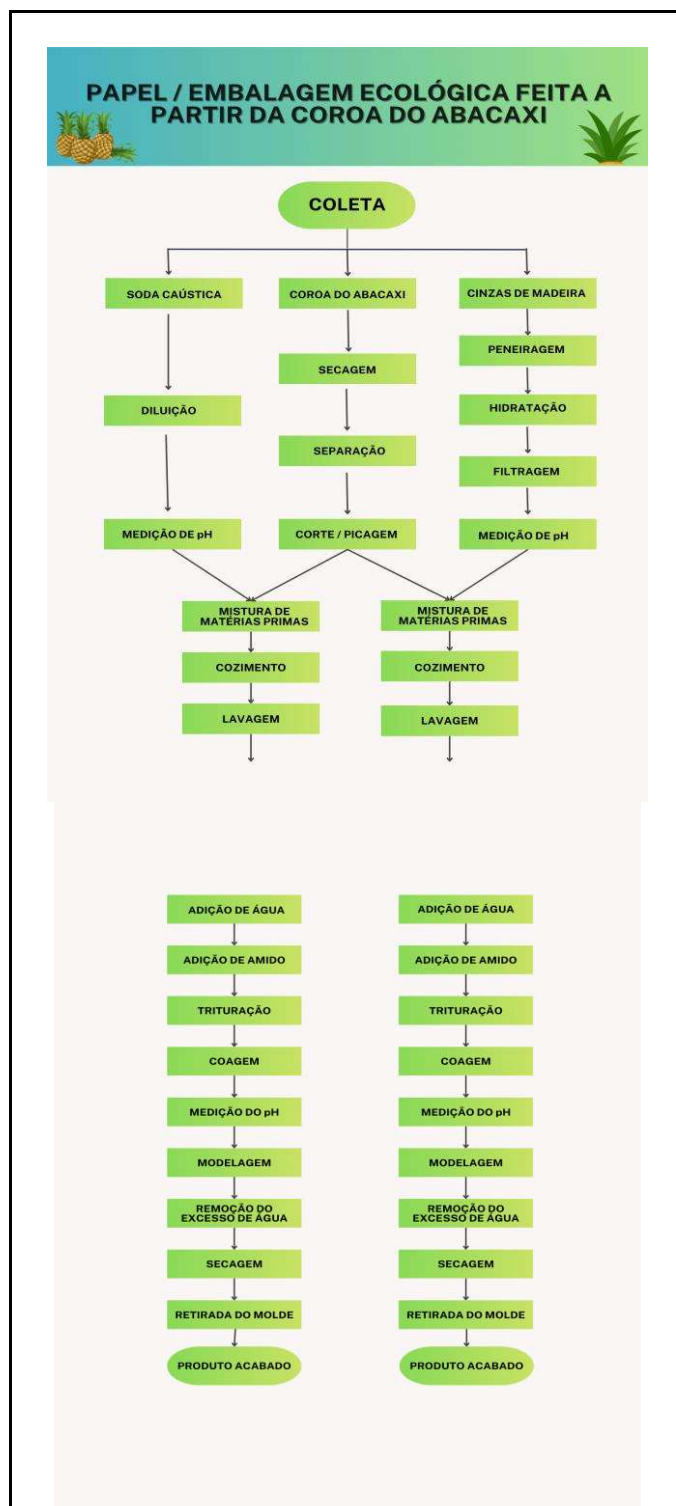 PAPEL / EMBALAGEM ECOLÓGICA FEITA A
PARTIR DA COROA DO ABACAXI
COLETA
SODA CAÚSTICA
COROA DO ABACAXI
CINZAS DE MADEIRA
PENEIRAGEM
SECAGEM
DILUIÇÃO
HIDRATAÇÃO
SEPARAÇÃO
FILTRAGEM
MEDIÇÃO DE pH
CORTE / PICAGEM
MEDIÇÃO DE pH
MISTURA DE
MATÉRIAS PRIMAS
MISTURA DE
MATÉRIAS PRIMAS
COZIMENTO
COZIMENTO
LAVAGEM
LAVAGEM
ADIÇÃO DE ÁGUA
ADIÇÃO DE ÁGUA
ADIÇÃO DE AMIDO
ADIÇÃO DE AMIDO
TRITURAÇÃO
TRITURAÇÃO
COAGEM
COAGEM
MEDIÇÃO DO pH
MEDIÇÃO DO pH
MODELAGEM
MODELAGEM
REMOÇÃO DO
EXCESSO DE ÁGUA
REMOÇÃO DO
EXCESSO DE ÁGUA
SECAGEM
SECAGEM
RETIRADA DO MOLDE
RETIRADA DO MOLDE
PRODUTO ACABADO
PRODUTO ACABADO